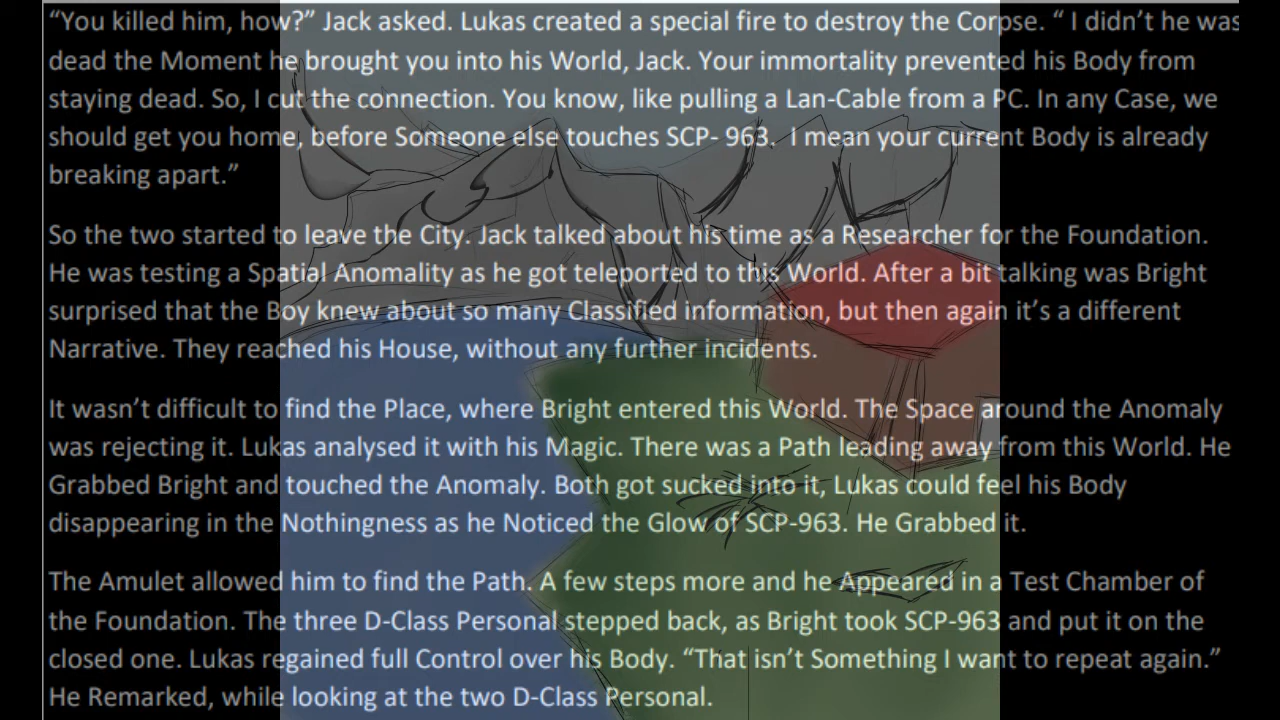 “You killed him, how?” Jack asked. Lukas created a special fire to destroy the Corpse. “ I didn’t he was
dead the Moment he brought you into his World, Jack. Your immortality prevented his Body from
staying dead. So, I cut the connection. You know, like pulling a Lan-Cable from a PC. In any Case, we
should get you home, before Someone else touches SCP- 963.  I mean your current Body is already
breaking apart.”
So the two started to leave the City. Jack talked about his time as a Researcher for the Foundation.
He was testing a Spatial Anomality as he got teleported to this World. After a bit talking was Bright
surprised that the Boy knew about so many Classified information, but then again it’s a different
Narrative. They reached his House, without any further incidents.
It wasn’t difficult to find the Place, where Bright entered this World. The Space around the Anomaly
was rejecting it. Lukas analysed it with his Magic. There was a Path leading away from this World. He
Grabbed Bright and touched the Anomaly. Both got sucked into it, Lukas could feel his Body
disappearing in the Nothingness as he Noticed the Glow of SCP-963. He Grabbed it.
The Amulet allowed him to find the Path. A few steps more and he Appeared in a Test Chamber of
the Foundation. The three D-Class Personal stepped back, as Bright took SCP-963 and put it on the
closed one. Lukas regained full Control over his Body. “That isn’t Something I want to repeat again.”
He Remarked, while looking at the two D-Class Personal.